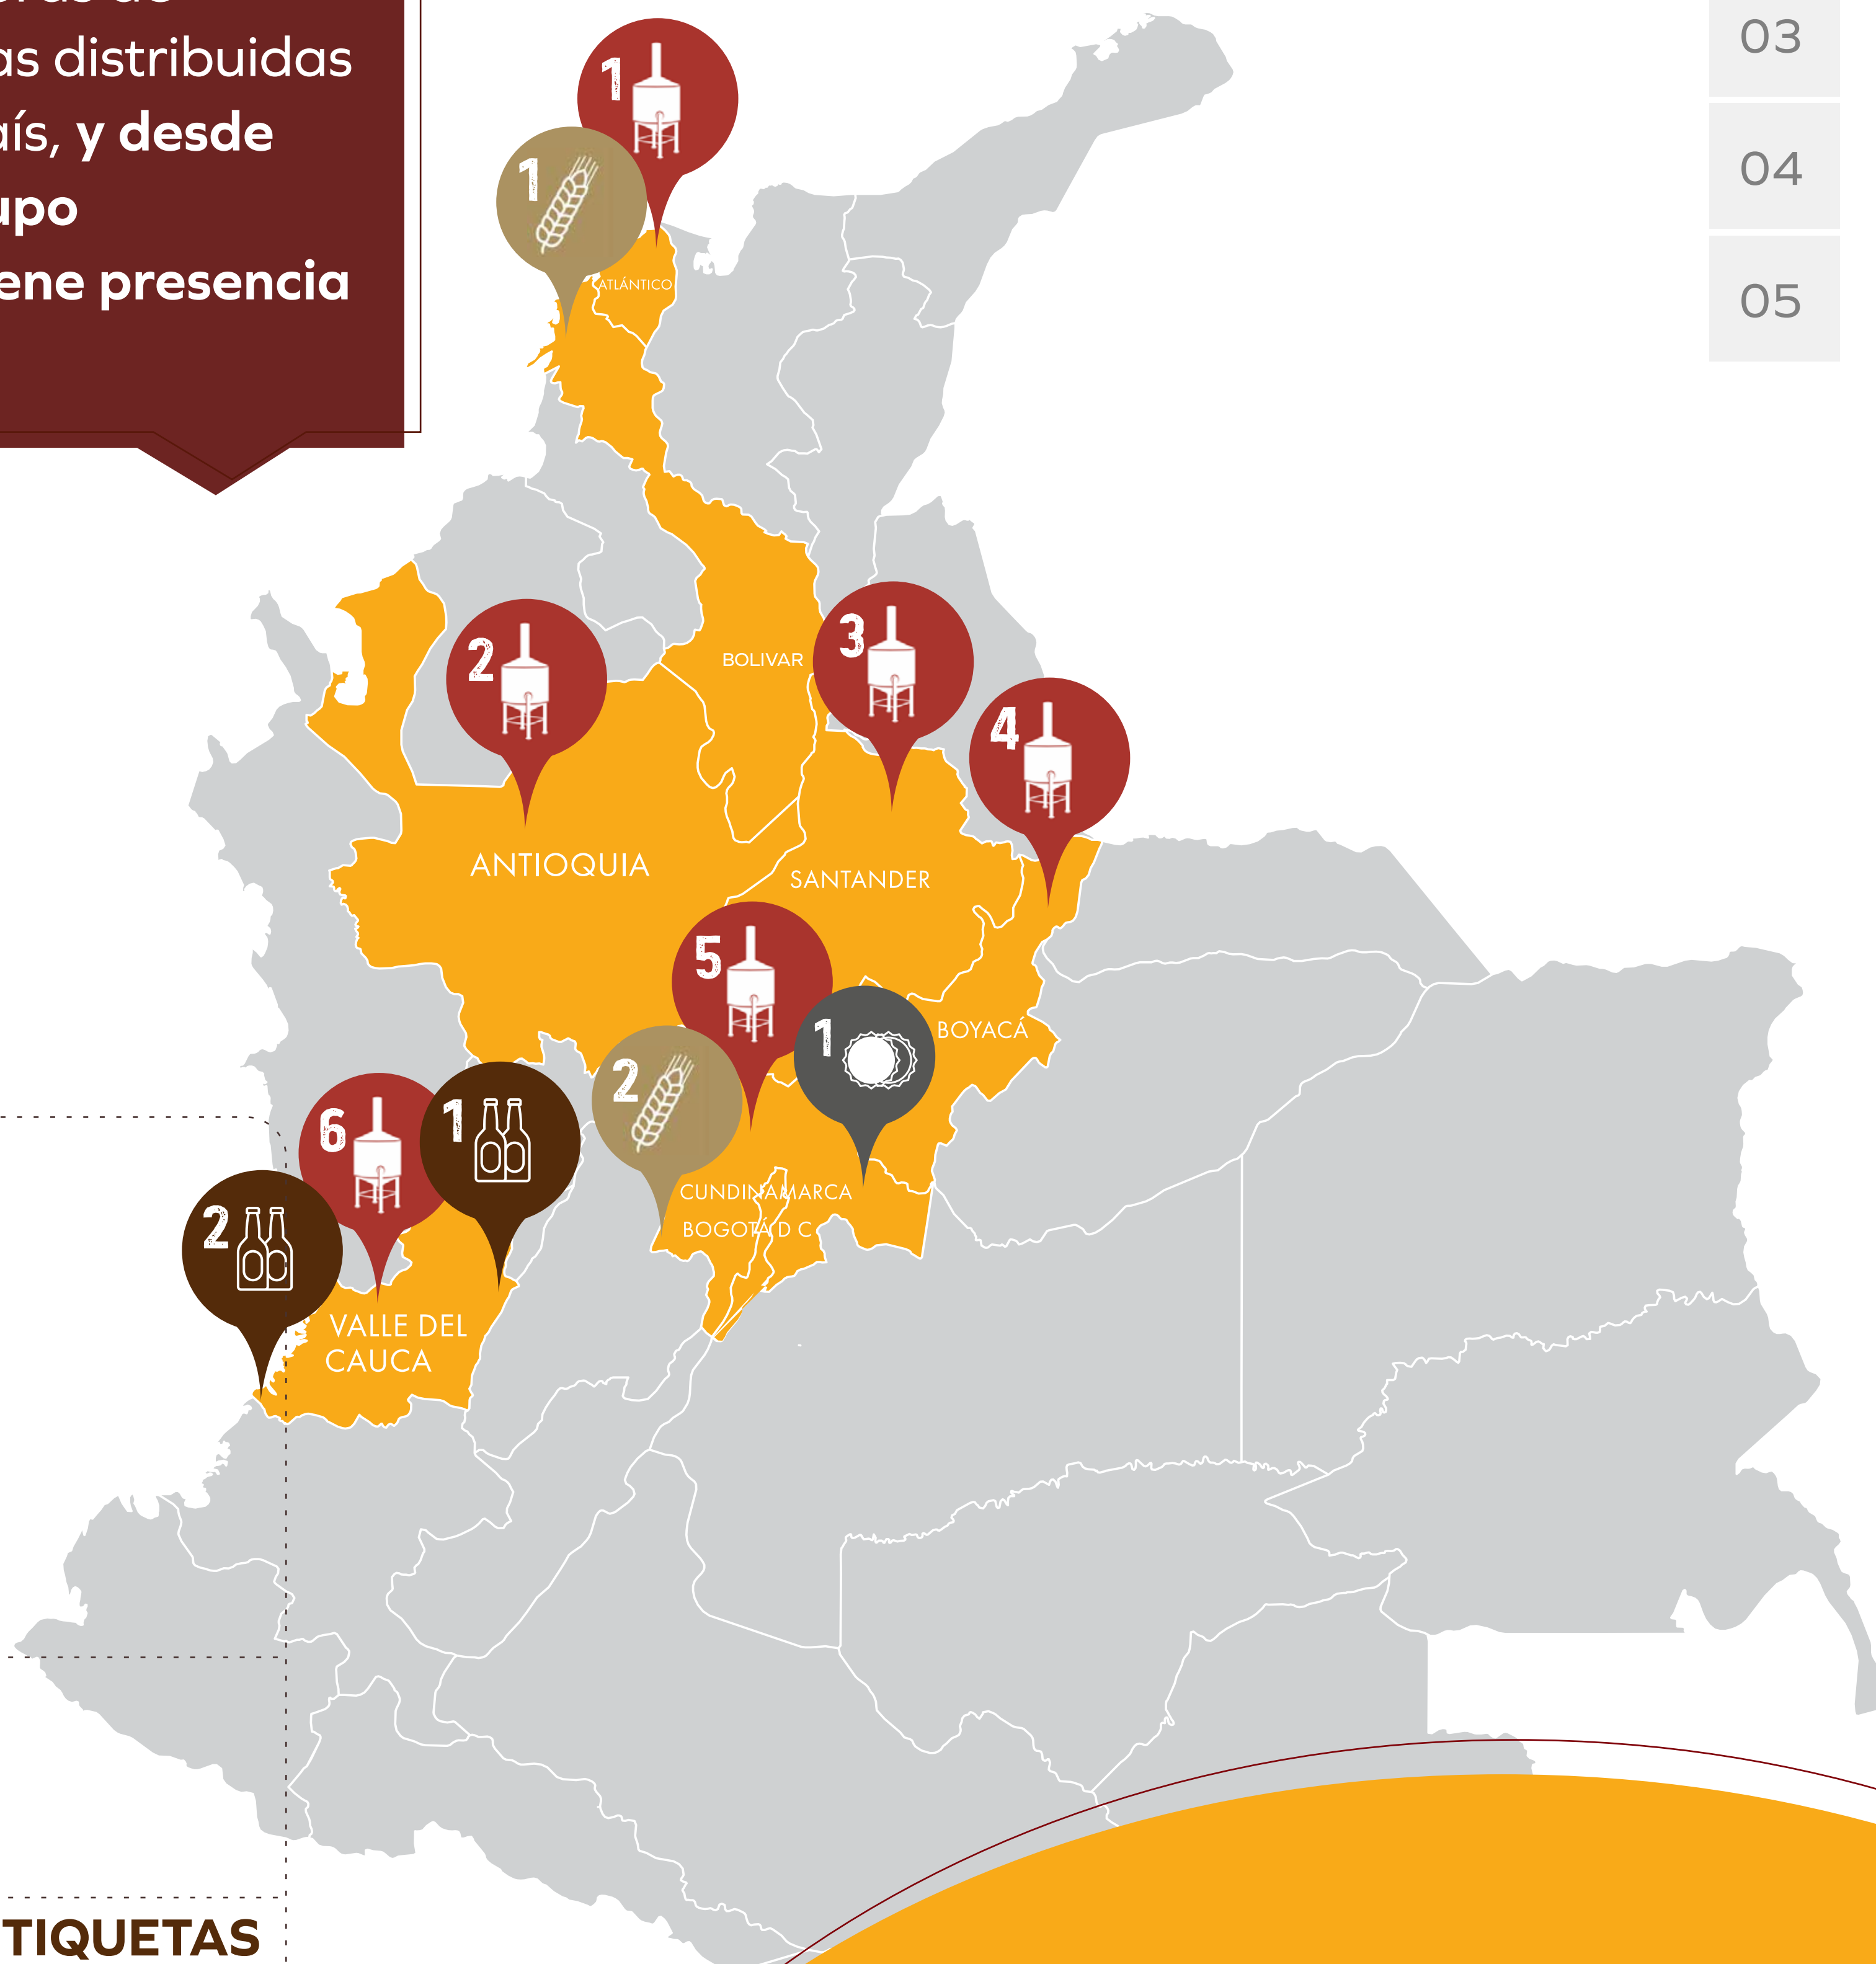 as distribuidas
aís, y desde
upo
ene presencia
03
04
05
1
1
ATLÁNTICO
2
BOLIVAR
3
4
ANTIOQUIA
SANTANDER
5
1
BOYACÁ
2
6
1
2
CUNDINAMARCA
BOGOTÁ D C
VALLE DEL
CAUCA
TIQUETAS